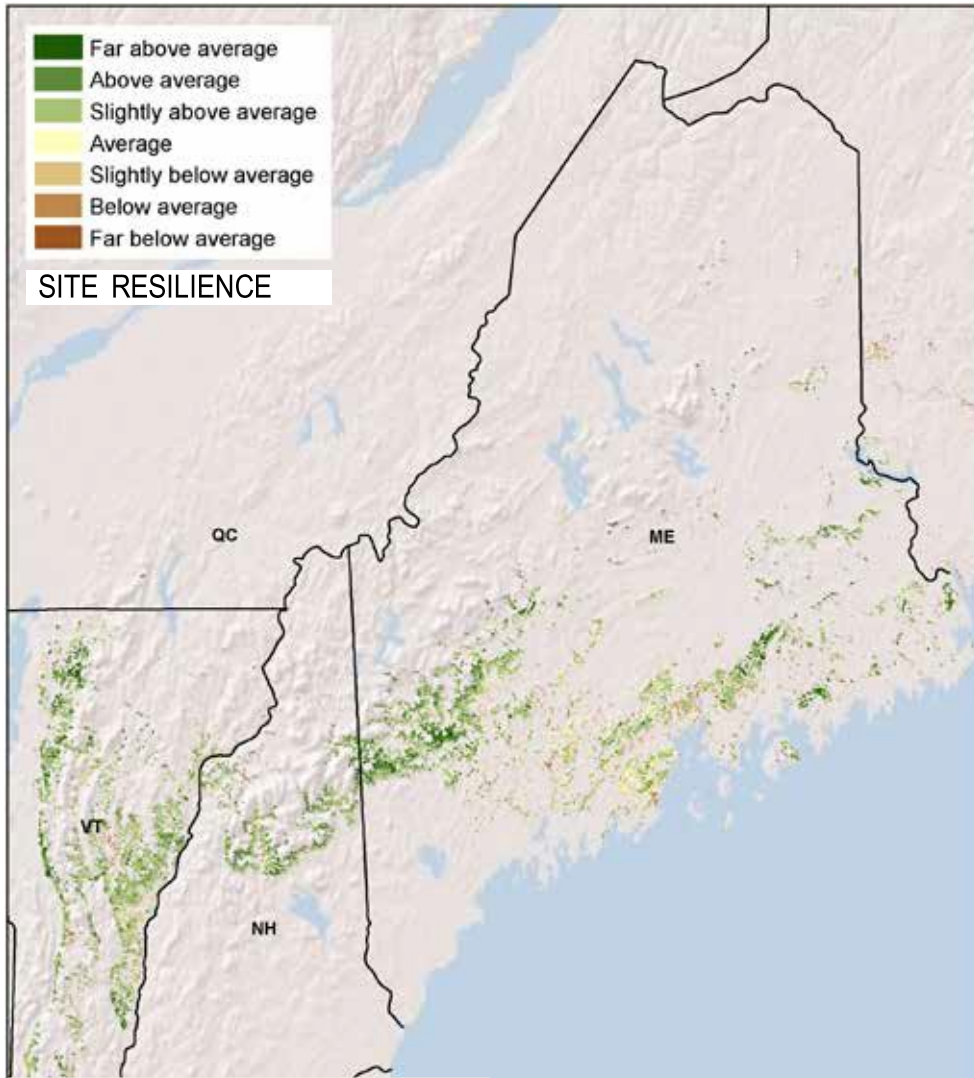 Far above average
Above average
Slightly above average
Average
Slightly below average
Below average
Far below average
SITE RESILIENCE
QC
ME
VT
NH